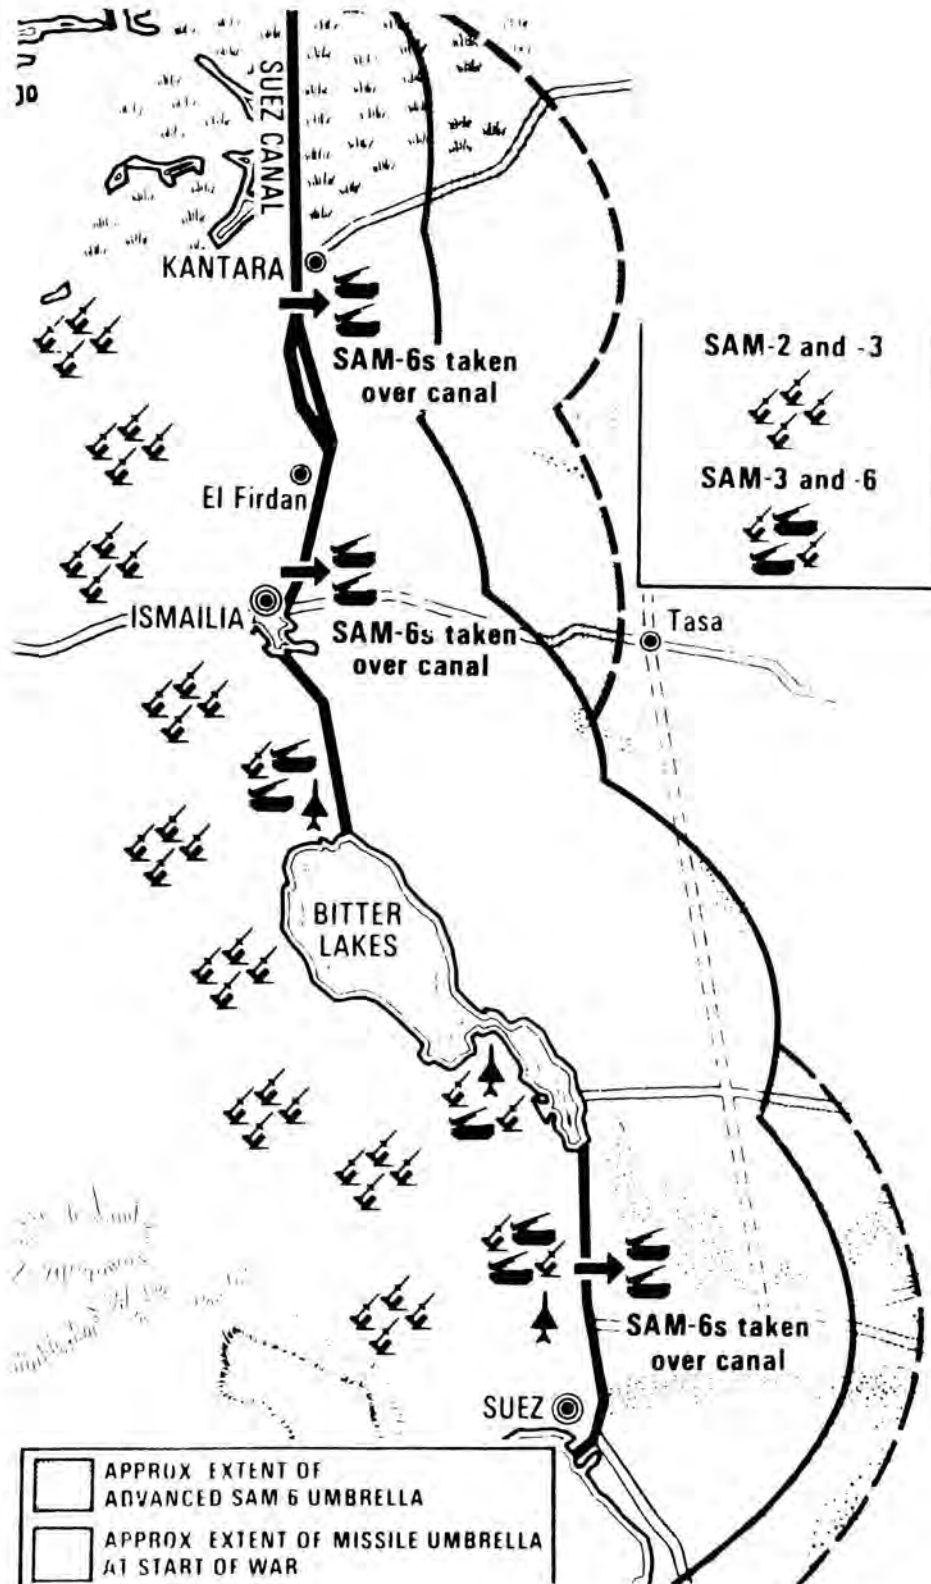 SUEZ CANAL
KANTARA
SAM-6s taken
over canal
SAM-2 and -3
SAM-3 and -6
El Firdan
ISMAILIA
SAM-6s taken
over canal
Tasa
BITTER
LAKES
SAM-6s taken
over canal
SUEZ
APPROX EXTENT OF
ADVANCED SAM 6 UMBRELLA
APPROX EXTENT OF MISSILE UMBRELLA
AT START OF WAR